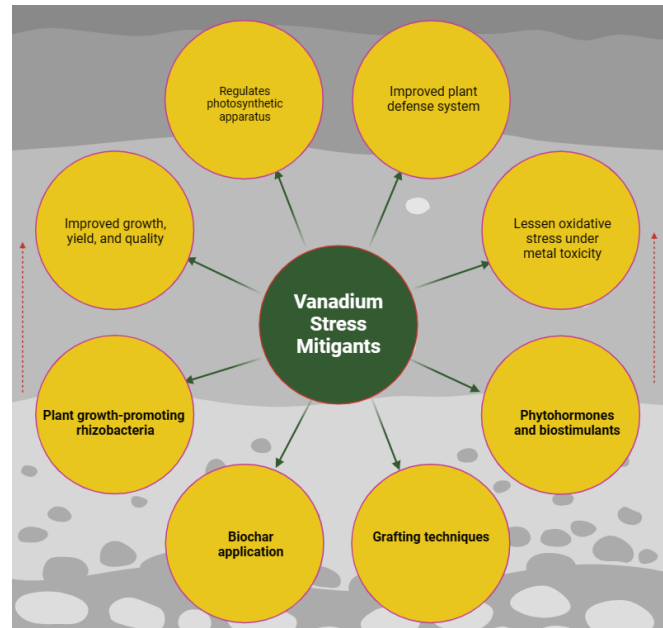 Regulates
photosynthetic
apparatus
Improved plant
defense system
Improved growth,
yield, and quality
Lessen oxidative
stress under
metal toxicity
Vanadium
Stress
Mitigants
Plant growth-promoting
rhizobacteria
Phytohormones
and biostimulants
Biochar
application
Grafting techniques